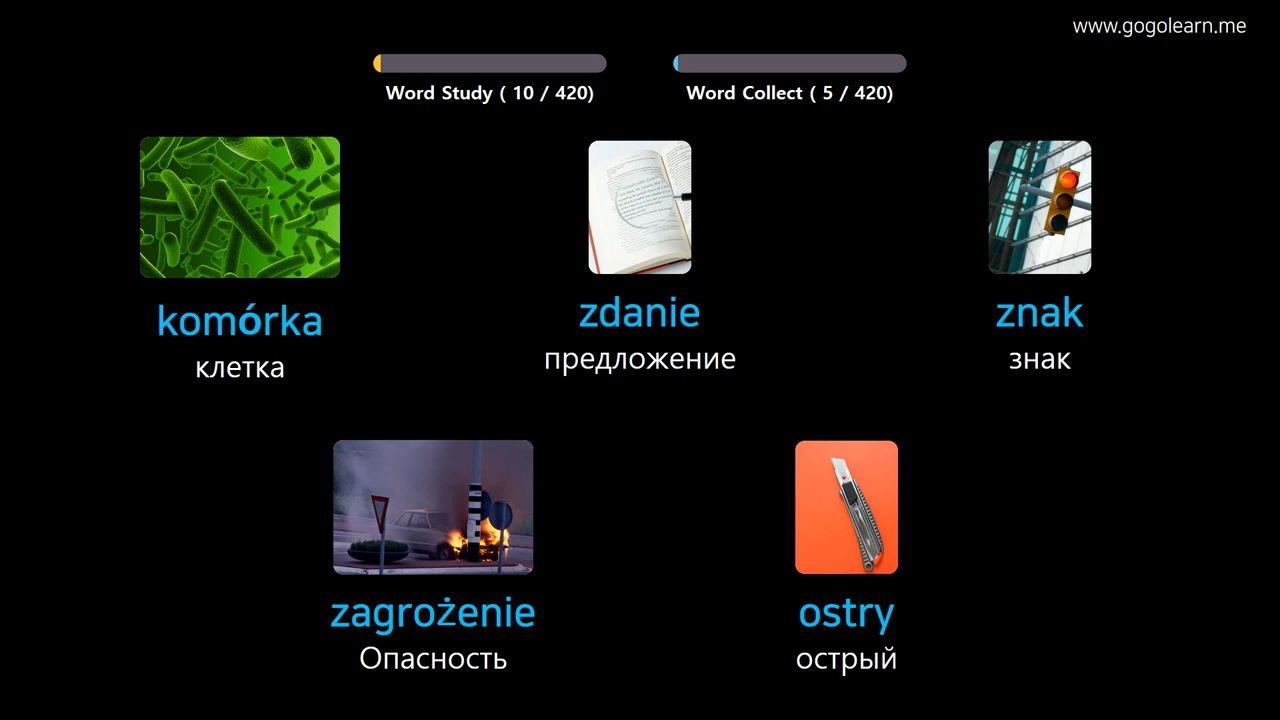 www.gogolearn.me
Word Study ( 10 / 420)
Word Collect ( 5 / 420)
komórka
клетка
zdanie
предложение
znak
знак
zagrożenie
Опасность
ostry
острый